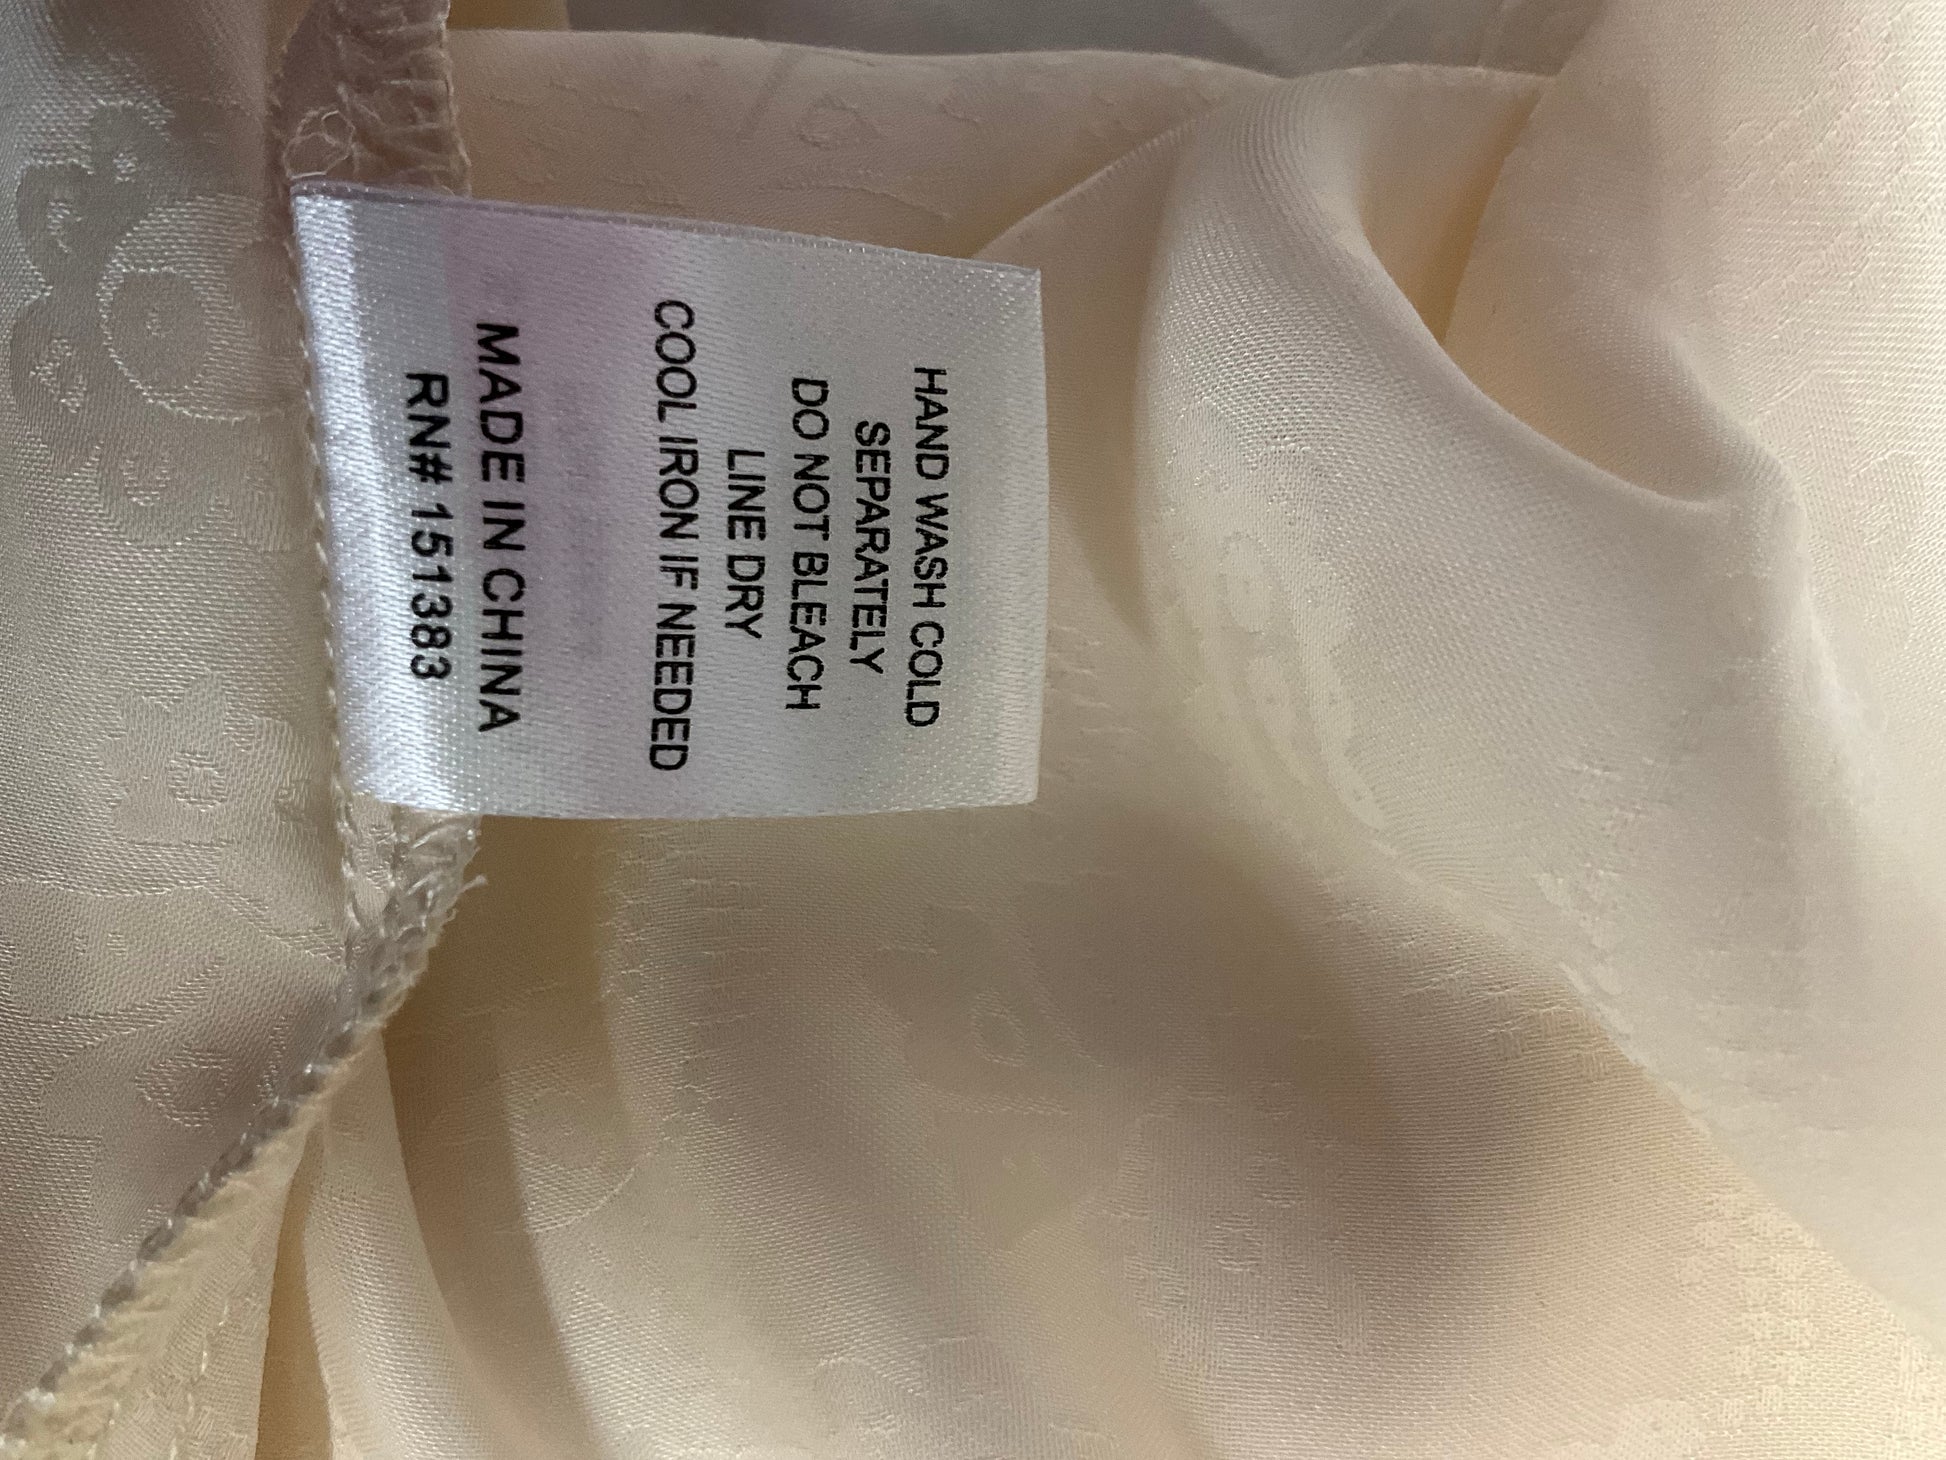 HAND WASH COLD
SEPARATELY
DO NOT BLEACH
LINE DRY
COOL IRON IF NEEDED
MADE IN CHINA
RN# 151383